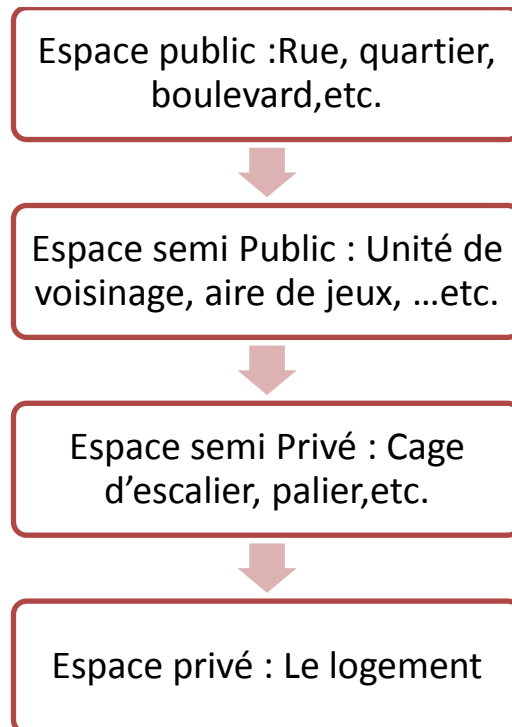 Espace public :Rue, quartier,
boulevard,etc.
Espace semi Public : Unité de
voisinage, aire de jeux, ...etc.
Espace semi Privé : Cage
d'escalier, palier,etc.
Espace privé : Le logement